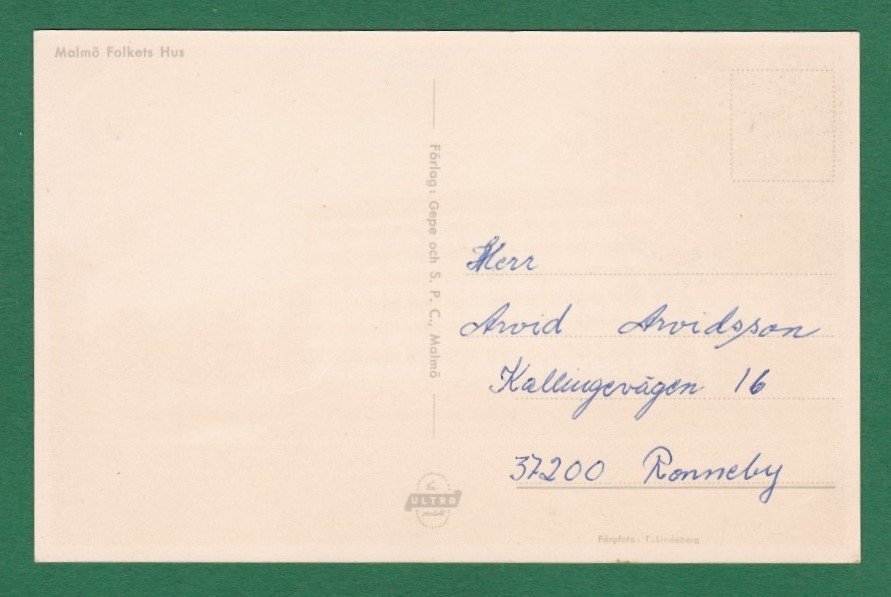 Malmö Folkets Hus
Förlag: Gepe och S. P. C., Malmö
Herr
Arvid Arvidsson
Kallingevägen 16
37200 Ronneby
ULTRA
Färgfoto: T. Lindeberg